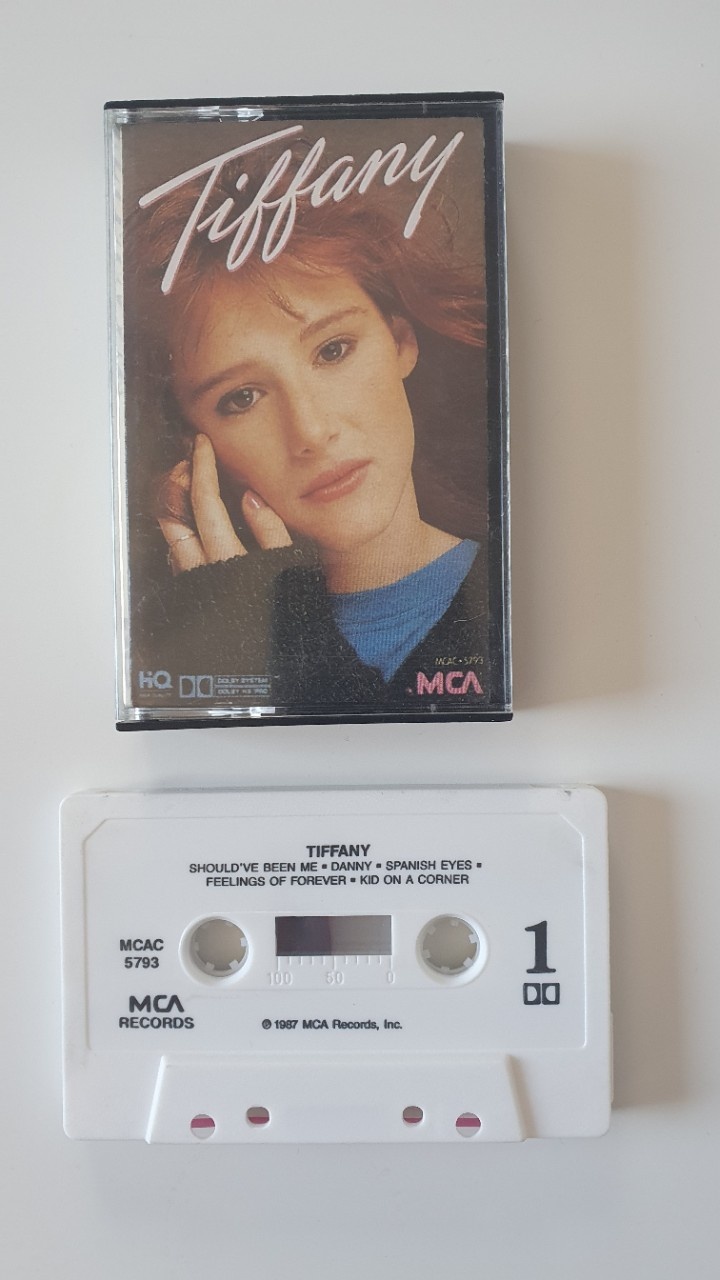 Tiffany
MCAC•5793
HiQ
DOLBY SYSTEM
DOLBY HX PRO
MCA
TIFFANY
SHOULD'VE BEEN ME ▪ DANNY ▪ SPANISH EYES ▪
FEELINGS OF FOREVER ▪ KID ON A CORNER
MCAC
5793
1
100 50 0
MCA
RECORDS
℗ 1987 MCA Records, Inc.